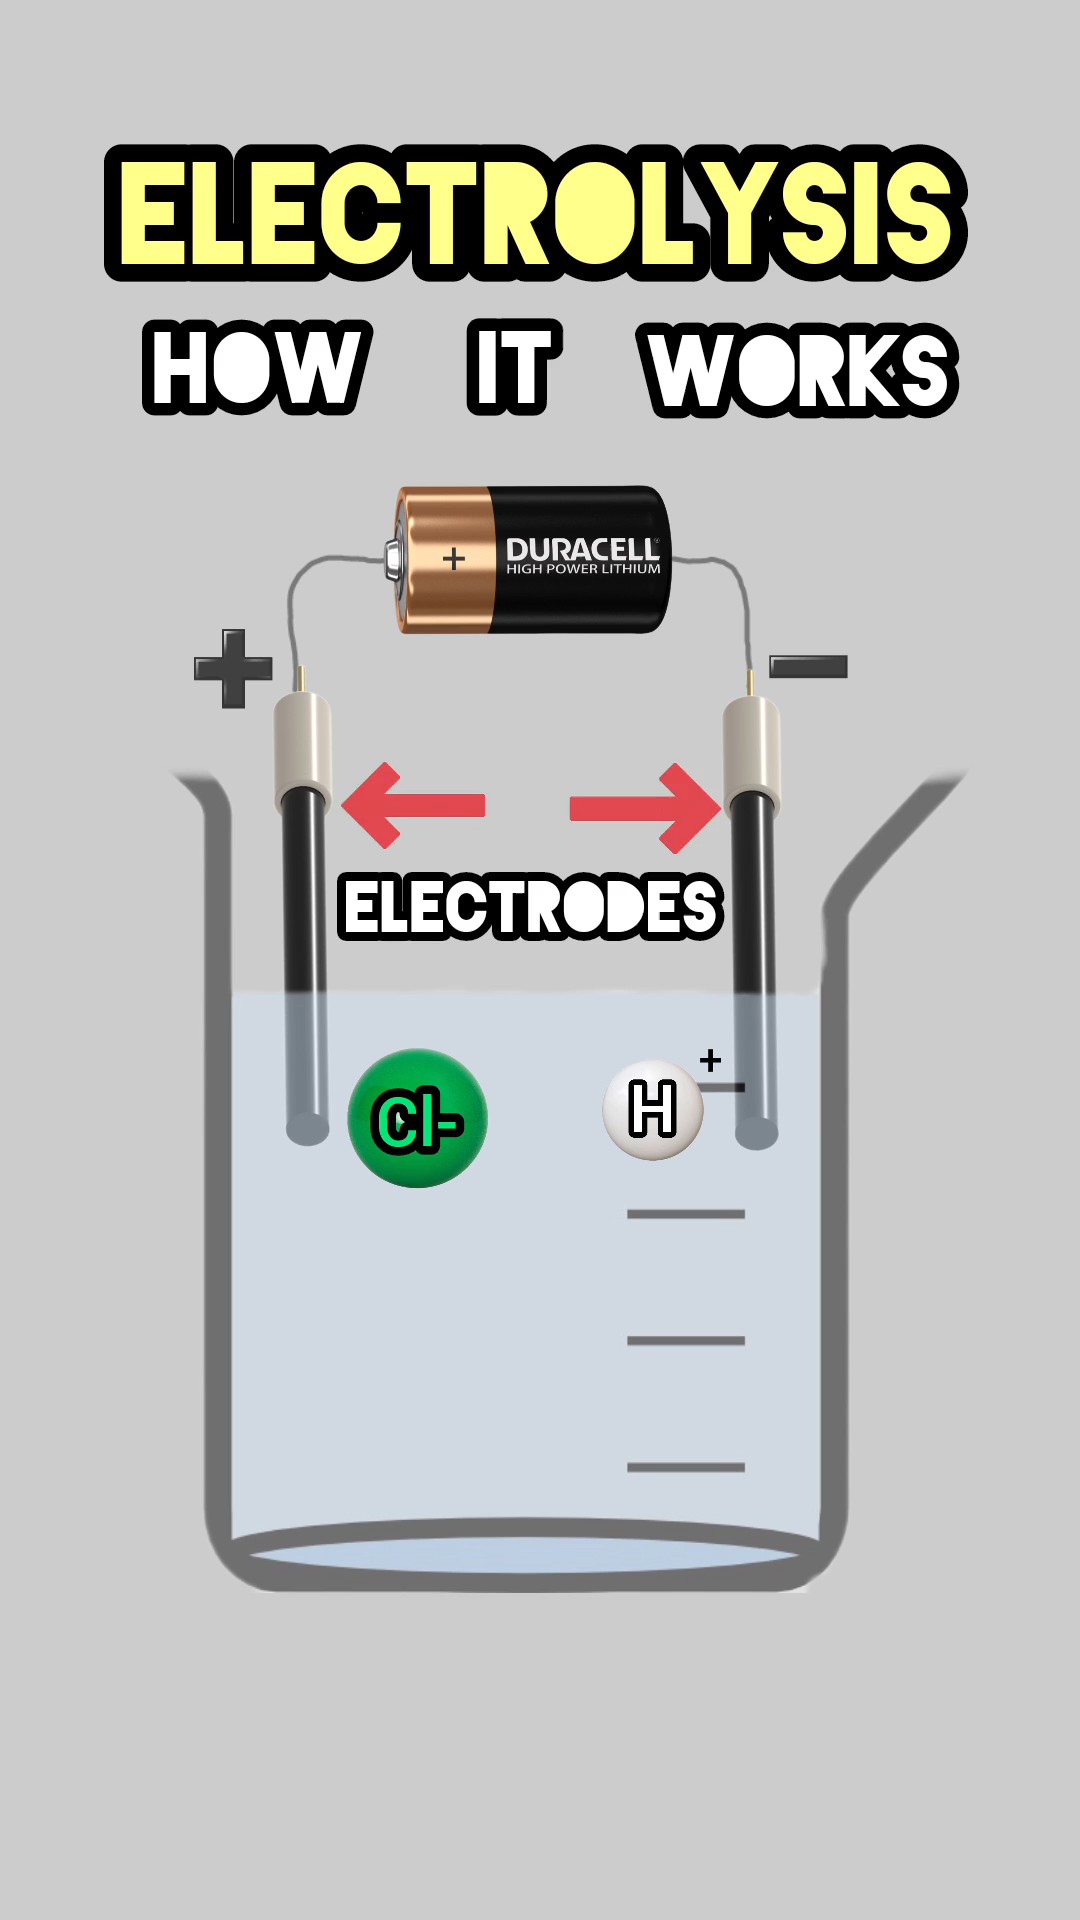 ELECTROLYSIS
HOW IT WORKS
+ DURACELL
HIGH POWER LITHIUM
+ −
ELECTRODES
Cl- H+